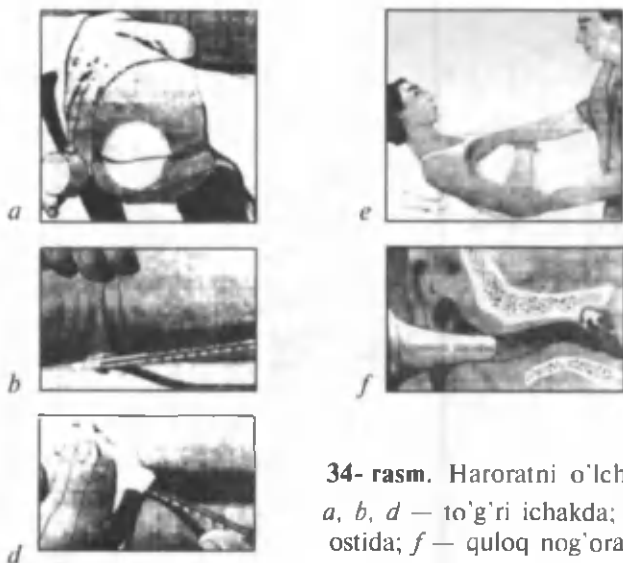 a
e
b
f
d
34- rasm. Haroratni o'lch
a, b, d — to'g'ri ichakda;
ostida; f — quloq nog'ora